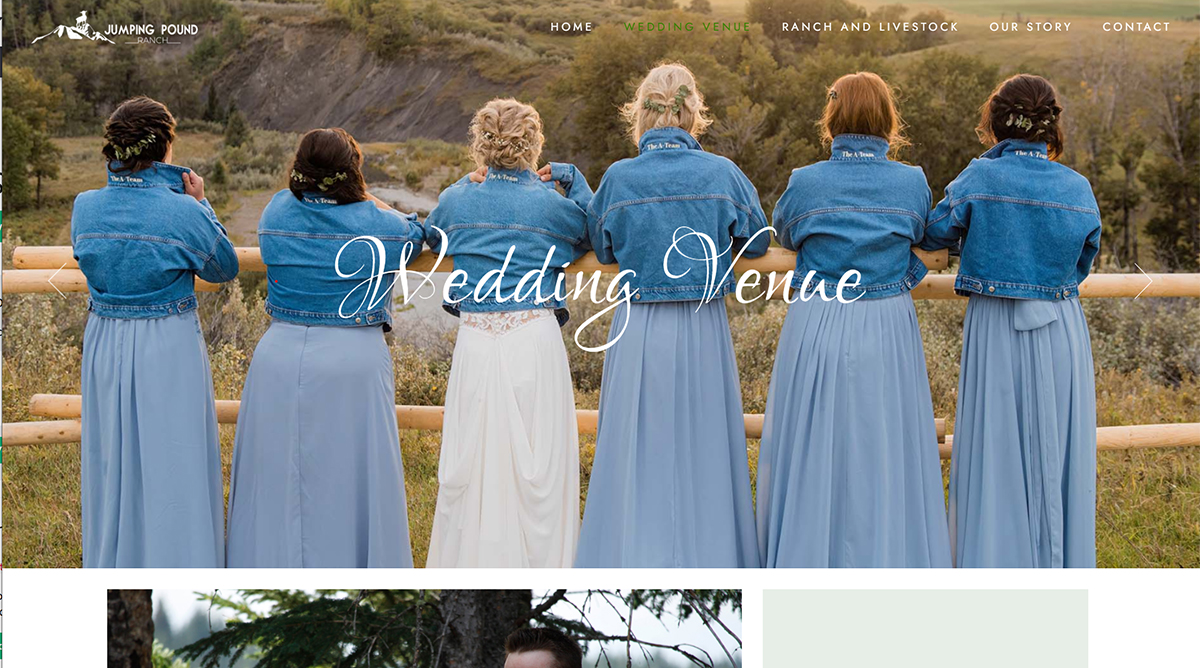 JUMPING POUND
RANCH
HOME WEDDING VENUE RANCH AND LIVESTOCK OUR STORY CONTACT
The A-Team
The A-Team
The A-Team
The A-Team
The A-Team
The A-Team
Wedding Venue